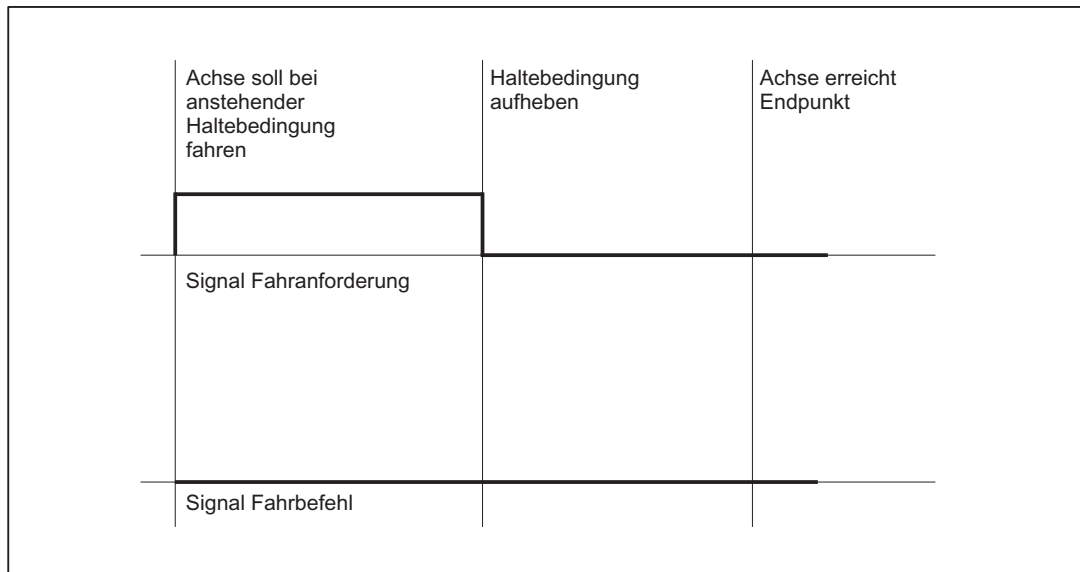 Achse soll bei
anstehender
Haltebedingung
fahren
Haltebedingung
aufheben
Achse erreicht
Endpunkt
Signal Fahranforderung
Signal Fahrbefehl